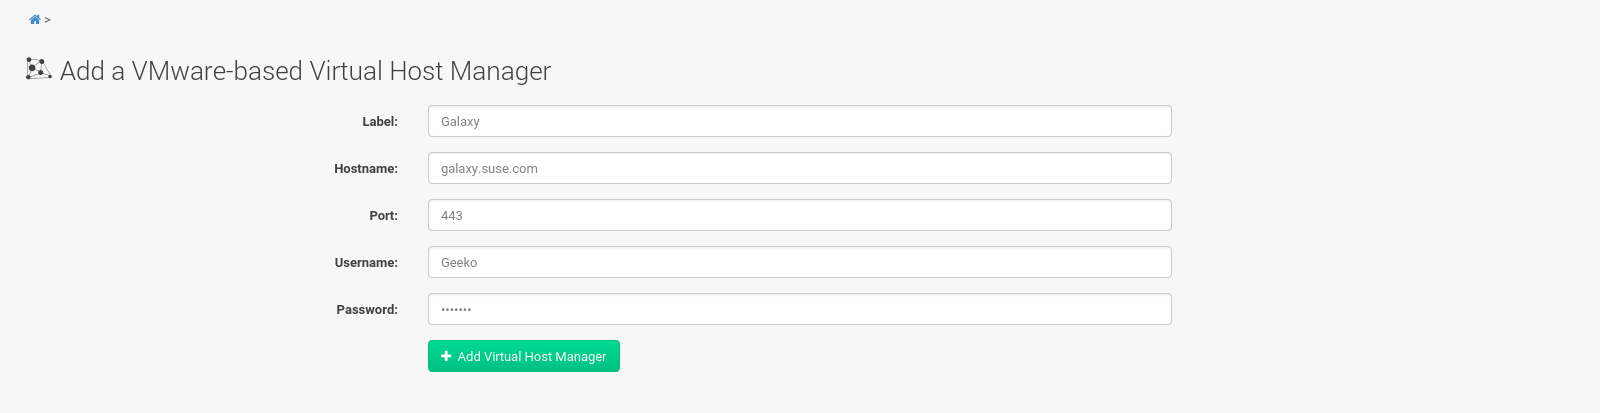 >
Add a VMware-based Virtual Host Manager
Label: Galaxy
Hostname: galaxy.suse.com
Port: 443
Username: Geeko
Password: •••••••
Add Virtual Host Manager